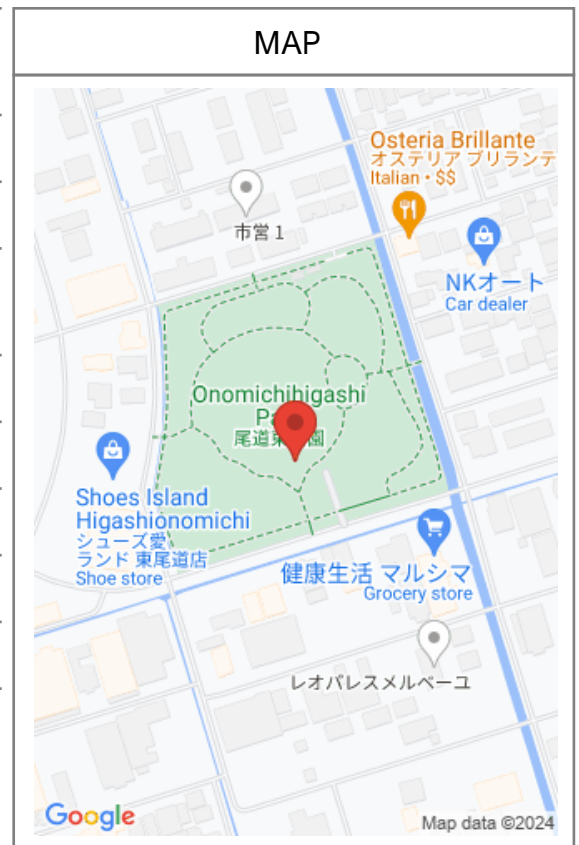 MAP
Osteria Brillante
オステリア ブリランテ
Italian • $$
市営 1
NKオート
Car dealer
Onomichihigashi
尾道東
園
Shoes Island
Higashionomichi
シューズ愛
ランド 東尾道店
Shoe store
健康生活 マルシマ
Grocery store
レオパレスメルベーユ
Google
Map data ©2024